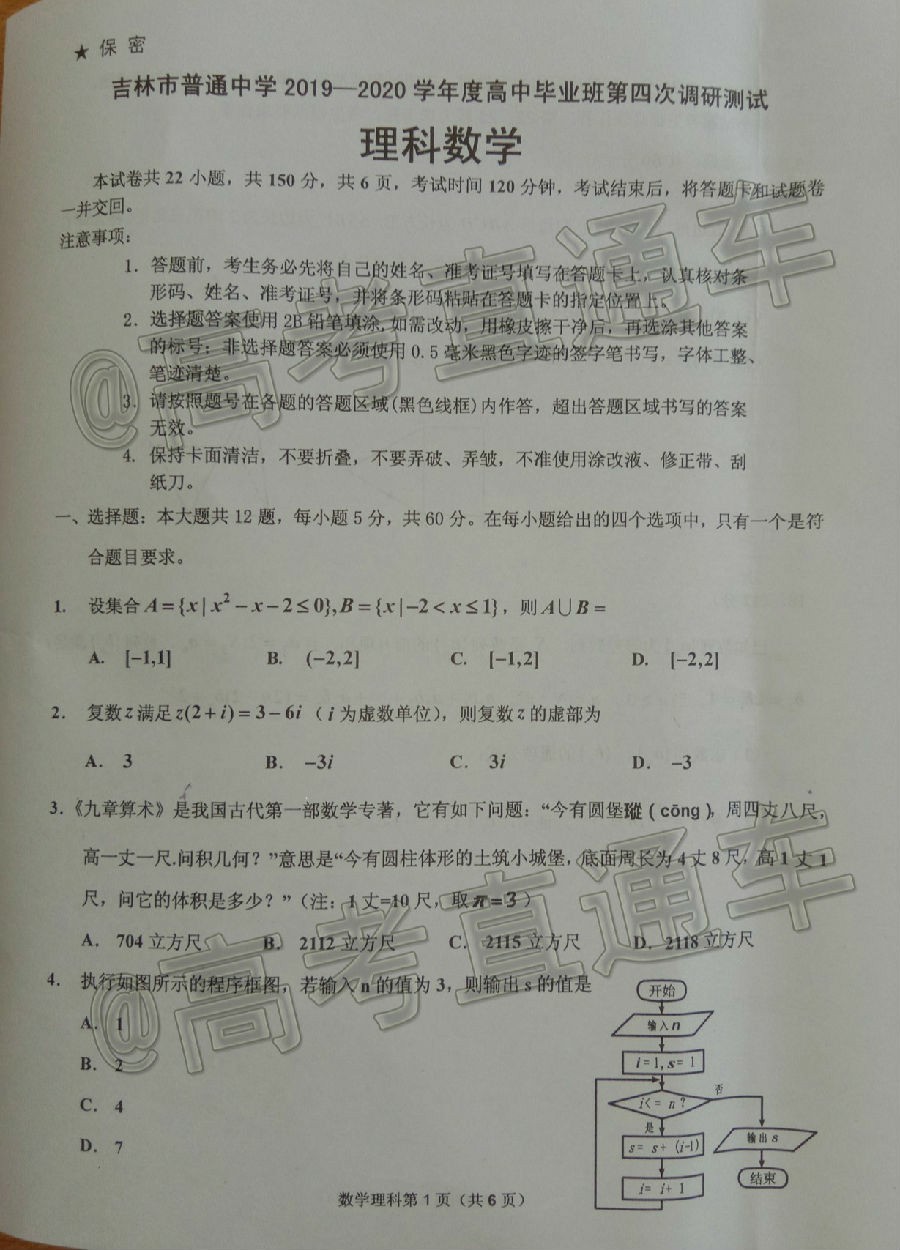 ★ 保 密
吉林市普通中学 2019—2020 学年度高中毕业班第四次调研测试
理科数学
本试卷共 22 小题，共 150 分，共 6 页，考试时间 120 分钟．考试结束后，将答题卡和试题卷
一并交回。
注意事项：
1. 答题前，考生务必先将自己的姓名、准考证号填写在答题卡上，认真核对条
形码、姓名、准考证号，并将条形码粘贴在答题卡的指定位置上。
2. 选择题答案使用 2B 铅笔填涂,如需改动，用橡皮擦干净后，再选涂其他答案
的标号；非选择题答案必须使用 0.5 毫米黑色字迹的签字笔书写，字体工整、
笔迹清楚。
3. 请按照题号在各题的答题区域(黑色线框)内作答，超出答题区域书写的答案
无效。
4. 保持卡面清洁，不要折叠，不要弄破、弄皱，不准使用涂改液、修正带、刮
纸刀。
一、选择题：本大题共 12 题，每小题 5 分，共 60 分。在每小题给出的四个选项中，只有一个是符
合题目要求。
1. 设集合 A={x|x²-x-2≤0},B={x|-2<x≤1}，则 A∪B=
A. [-1,1] B. (-2,2] C. [-1,2] D. [-2,2]
2. 复数 z 满足 z(2+i)=3-6i（i 为虚数单位），则复数 z 的虚部为
A. 3 B. -3i C. 3i D. -3
3.《九章算术》是我国古代第一部数学专著，它有如下问题：“今有圆堡瑽（cōng），周四丈八尺，
高一丈一尺.问积几何？”意思是“今有圆柱体形的土筑小城堡，底面周长为 4 丈 8 尺，高 1 丈 1
尺，问它的体积是多少？”（注：1 丈=10 尺，取 π=3）
A. 704 立方尺 B. 2112 立方尺 C. 2115 立方尺 D. 2118 立方尺
4. 执行如图所示的程序框图，若输入 n 的值为 3，则输出 s 的值是
A. 1
B. 2
C. 4
D. 7
开始
输入 n
i=1, s=1
i<= n？
否
是
s= s+ (i-1)
输出 s
i= i+1
结束
数学理科第 1 页（共 6 页）
@高考直通车
@高考直通车